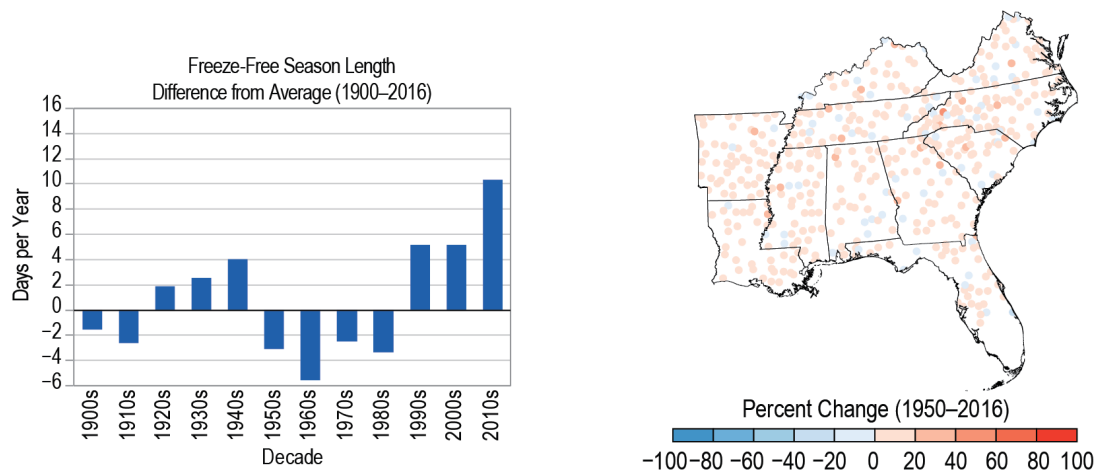 Freeze-Free Season Length
Difference from Average (1900–2016)
Days per Year
16
14
12
10
8
6
4
2
0
−2
−4
−6
1900s
1910s
1920s
1930s
1940s
1950s
1960s
1970s
1980s
1990s
2000s
2010s
Decade
Percent Change (1950–2016)
−100 −80 −60 −40 −20 0 20 40 60 80 100